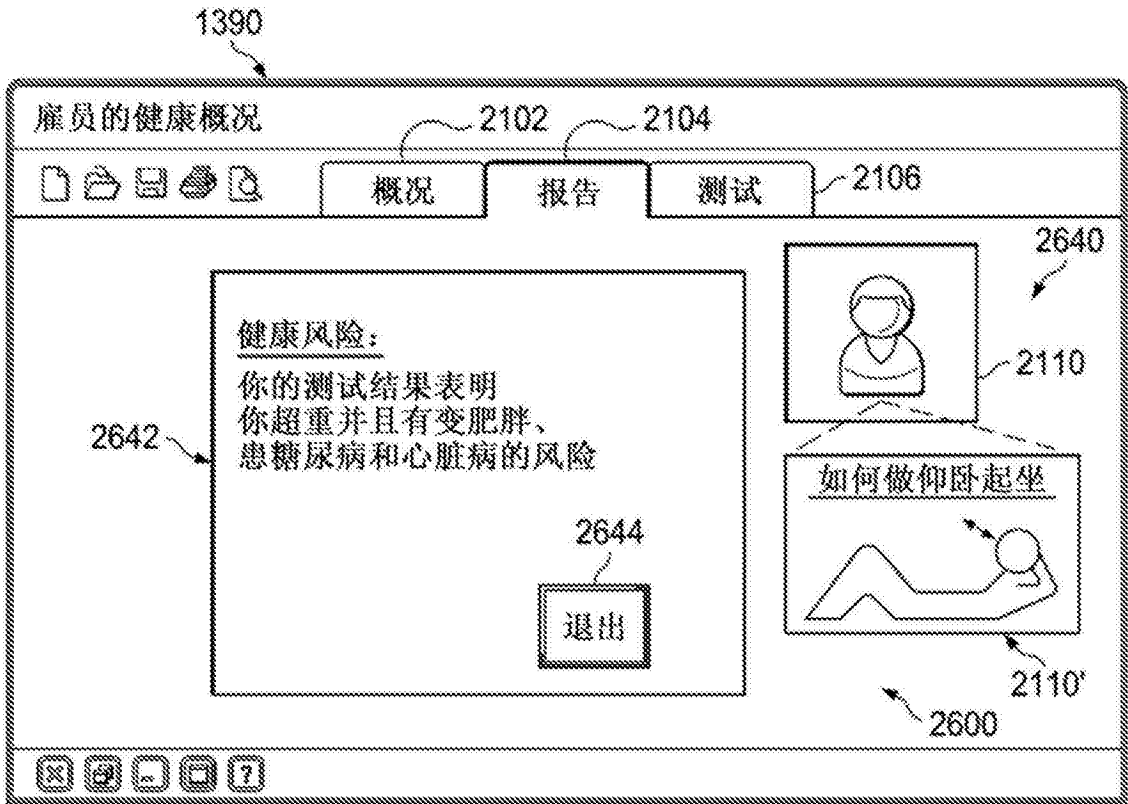 1390
雇员的健康概况
2102
2104
概况
报告
测试
2106
2640
健康风险：
你的测试结果表明
你超重并且有变肥胖、
患糖尿病和心脏病的风险
2642
2644
退出
2110
如何做仰卧起坐
2110'
2600
?